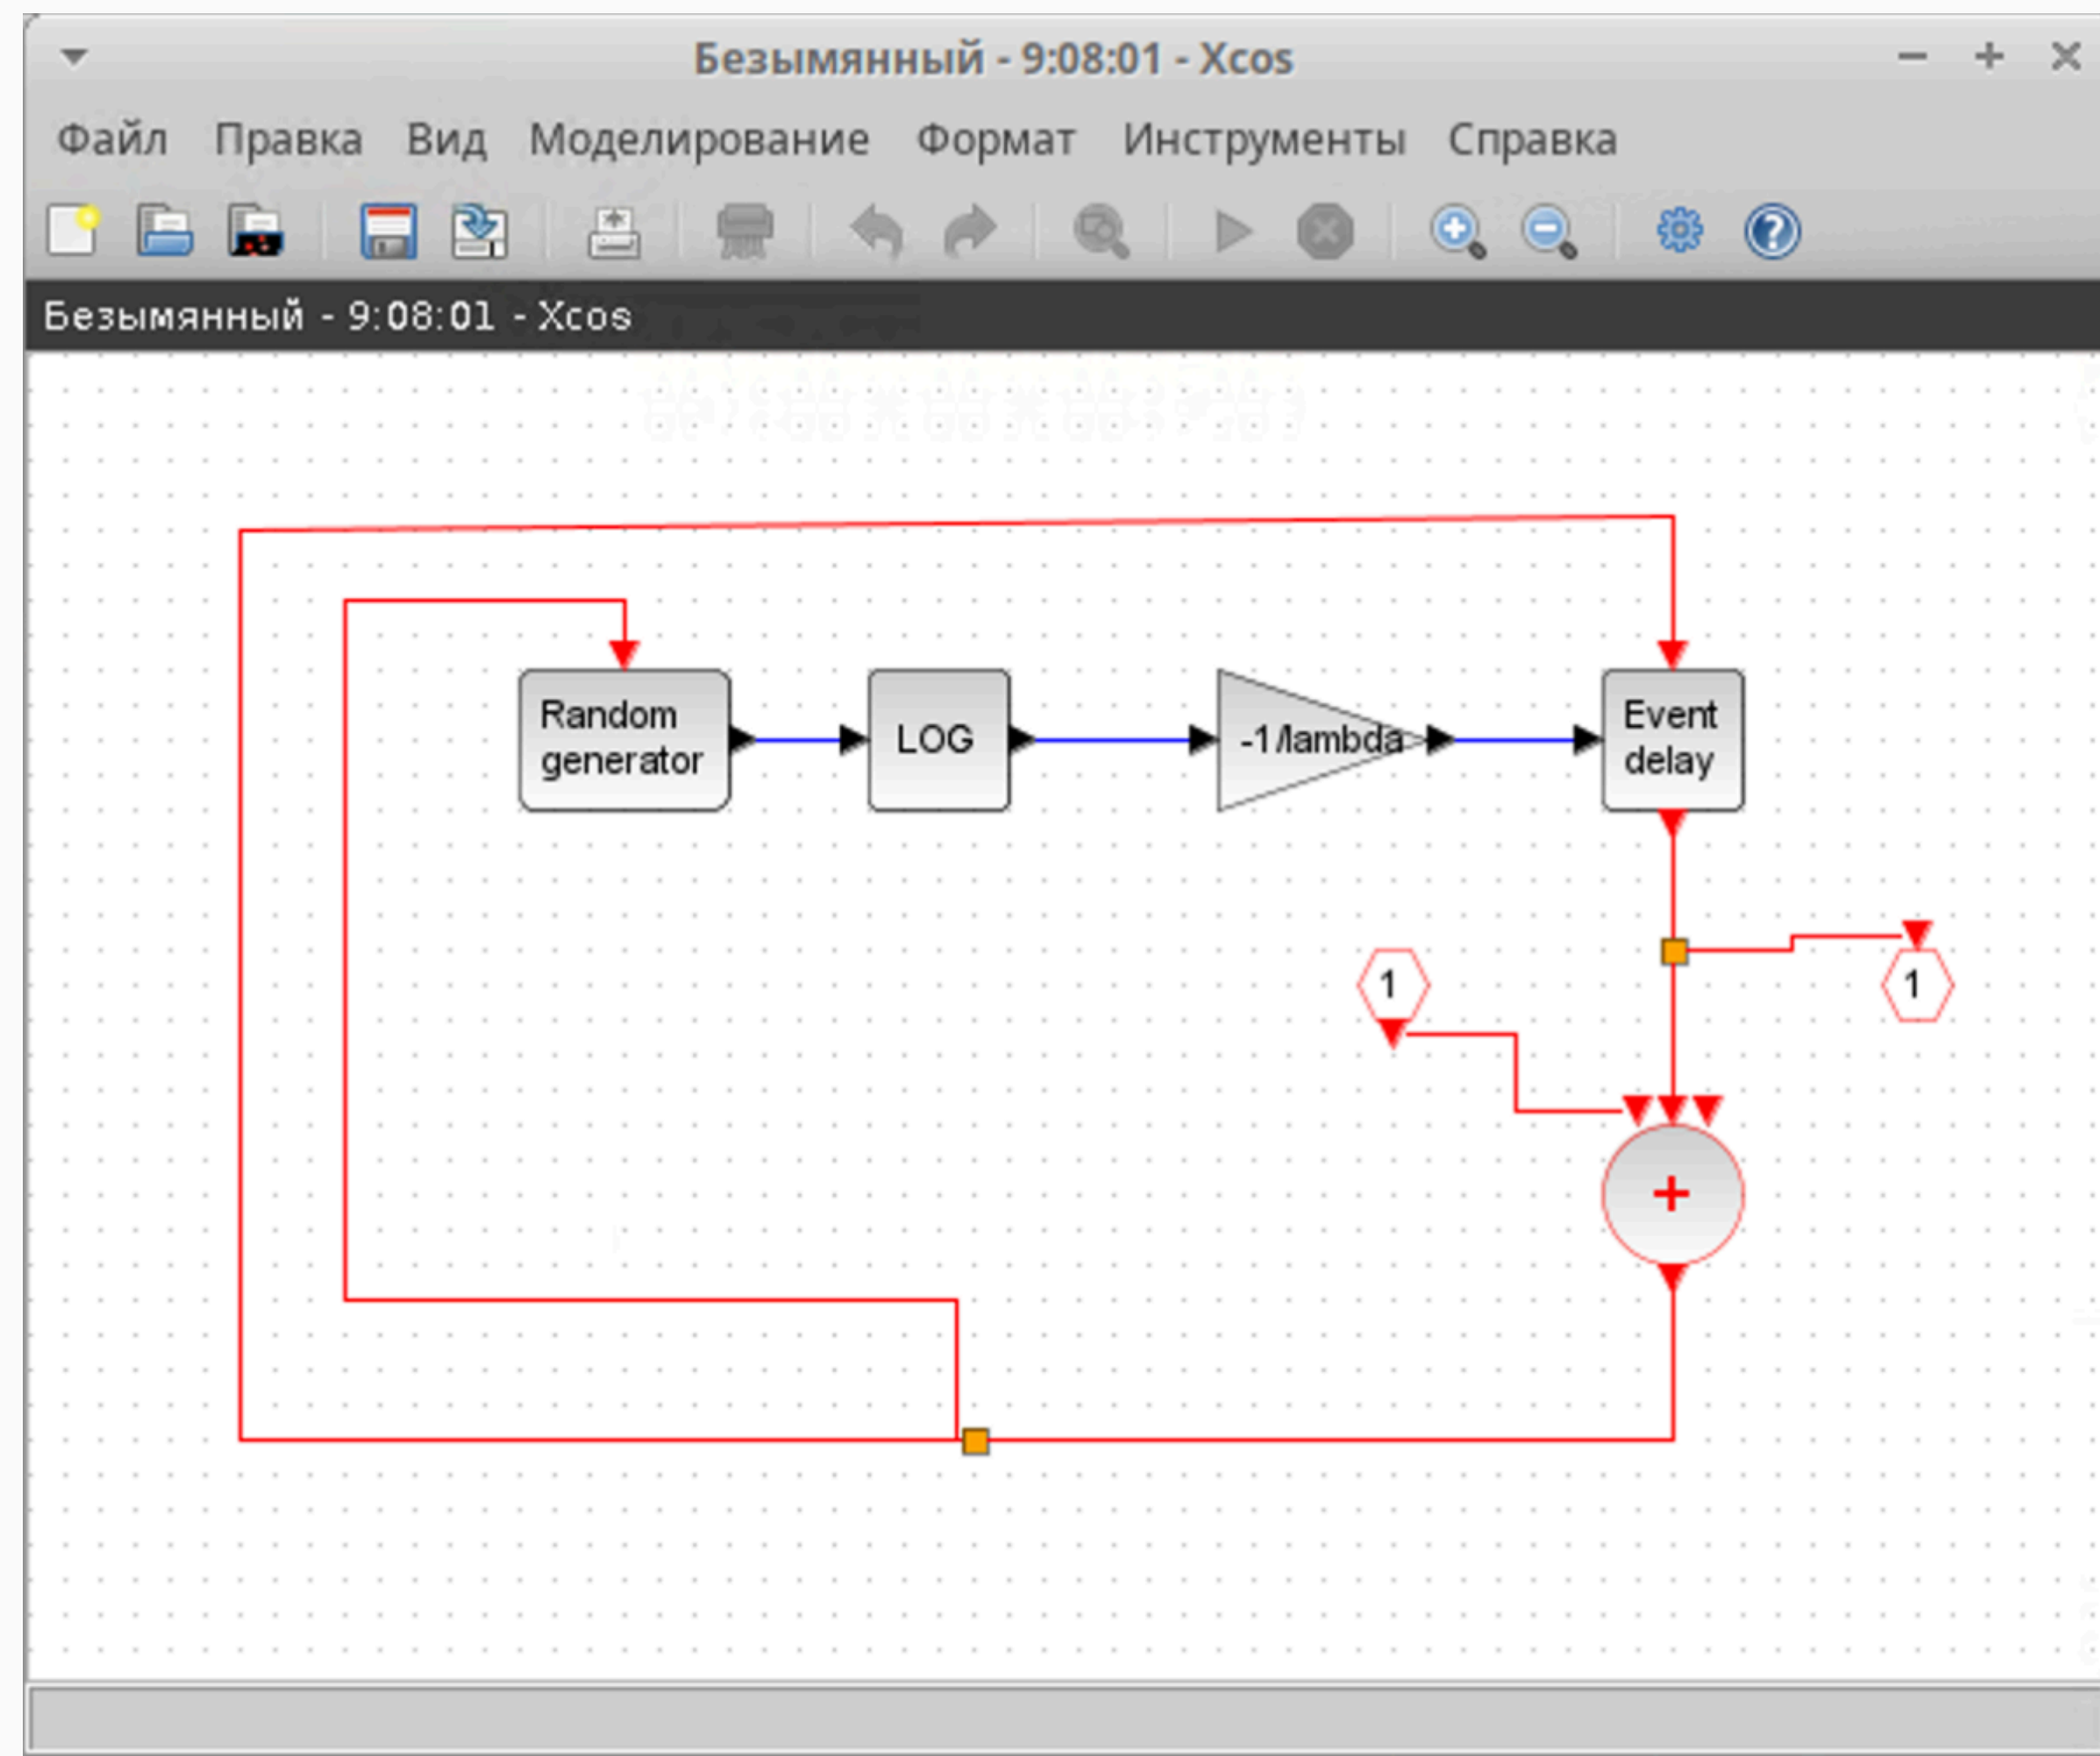 Безымянный - 9:08:01 - Xcos
Файл Правка Вид Моделирование Формат Инструменты Справка
Безымянный - 9:08:01 - Xcos
Random
generator
LOG
-1/lambda
Event
delay
1
1
+